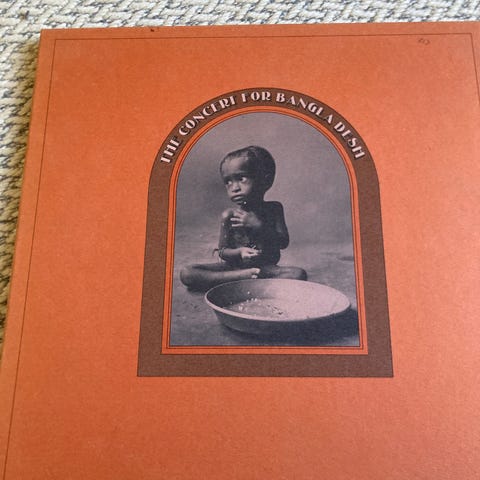 THE CONCERT FOR BANGLA DESH